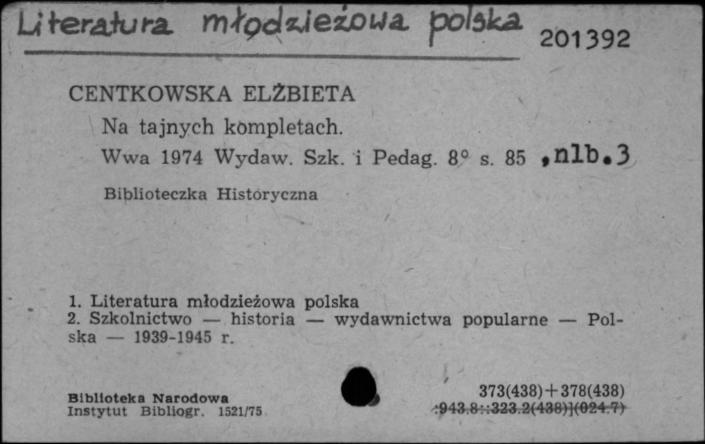 Literatura młodzieżowa polska
201392
CENTKOWSKA ELŻBIETA
Na tajnych kompletach.
Wwa 1974 Wydaw. Szk. i Pedag. 8° s. 85 ,nlb.3
Biblioteczka Historyczna
1. Literatura młodzieżowa polska
2. Szkolnictwo — historia — wydawnictwa popularne — Pol-
ska — 1939-1945 r.
Biblioteka Narodowa
Instytut Bibliogr. 1521/75
373(438)+378(438)
:943.8::323.2(438)](024.7)